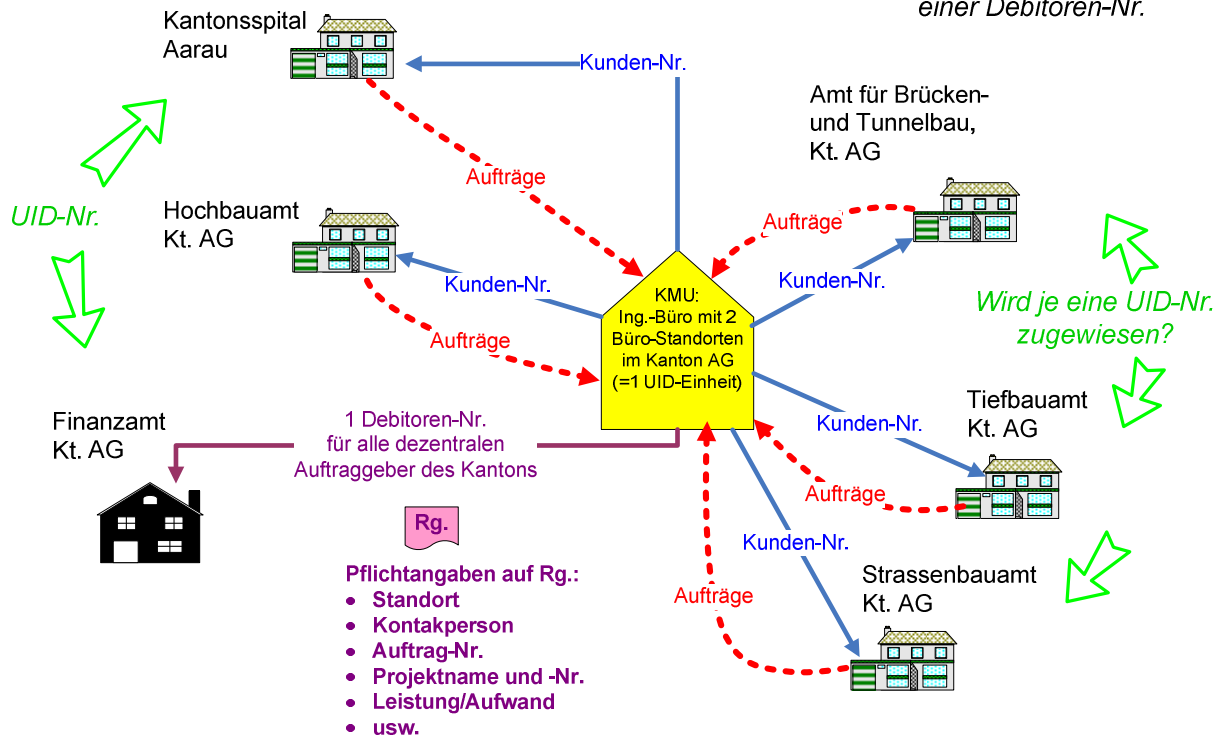 einer Debitoren-Nr.
Kantonsspital
Aarau
Kunden-Nr.
Amt für Brücken-
und Tunnelbau,
Kt. AG
Aufträge
UID-Nr.
Hochbauamt
Kt. AG
Aufträge
Kunden-Nr.
Kunden-Nr.
KMU:
Ing.-Büro mit 2
Büro-Standorten
im Kanton AG
(=1 UID-Einheit)
Wird je eine UID-Nr.
zugewiesen?
Aufträge
Finanzamt
Kt. AG
1 Debitoren-Nr.
für alle dezentralen
Auftraggeber des Kantons
Kunden-Nr.
Tiefbauamt
Kt. AG
Aufträge
Rg.
Kunden-Nr.
Pflichtangaben auf Rg.:
• Standort
• Kontakperson
• Auftrag-Nr.
• Projektname und -Nr.
• Leistung/Aufwand
• usw.
Aufträge
Strassenbauamt
Kt. AG